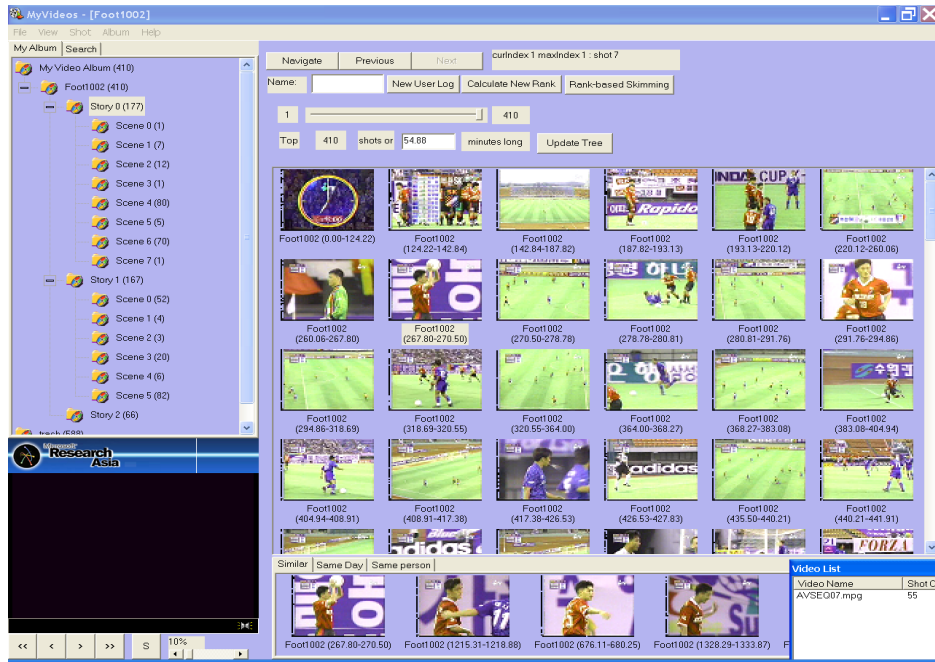 MyVideos - [Foot1002]
File View Shot Album Help
My Album Search
My Video Album (410)
Foot1002 (410)
Story 0 (177)
Scene 0 (1)
Scene 1 (7)
Scene 2 (12)
Scene 3 (1)
Scene 4 (80)
Scene 5 (5)
Scene 6 (70)
Scene 7 (1)
Story 1 (167)
Scene 0 (52)
Scene 1 (4)
Scene 2 (3)
Scene 3 (20)
Scene 4 (6)
Scene 5 (82)
Story 2 (66)
trash (588)
Microsoft
Research
Asia
<< < > >> S 10%
Navigate Previous Next curIndex 1 maxIndex 1 : shot 7
Name: New User Log Calculate New Rank Rank-based Skimming
1 410
Top 410 shots or 54.88 minutes long Update Tree
Rapido
CUP
Foot1002 (0.00-124.22) Foot1002 Foot1002 Foot1002 Foot1002 Foot1002
(124.22-142.84) (142.84-187.82) (187.82-193.13) (193.13-220.12) (220.12-260.06)
Foot1002 Foot1002 Foot1002 Foot1002 Foot1002 Foot1002
(260.06-267.80) (267.80-270.50) (270.50-278.78) (278.78-280.81) (280.81-291.76) (291.76-294.86)
Foot1002 Foot1002 Foot1002 Foot1002 Foot1002 Foot1002
(294.86-318.69) (318.69-320.55) (320.55-364.00) (364.00-368.27) (368.27-383.08) (383.08-404.94)
adidas
Foot1002 Foot1002 Foot1002 Foot1002 Foot1002 Foot1002
(404.94-408.91) (408.91-417.38) (417.38-426.53) (426.53-427.83) (435.50-440.21) (440.21-441.91)
adidas
FORZA
Similar Same Day Same person
Foot1002 (267.80-270.50) Foot1002 (1215.31-1218.88) Foot1002 (676.11-680.25) Foot1002 (1328.29-1333.87) F
Video List
Video Name Shot C
AVSEQ07.mpg 55